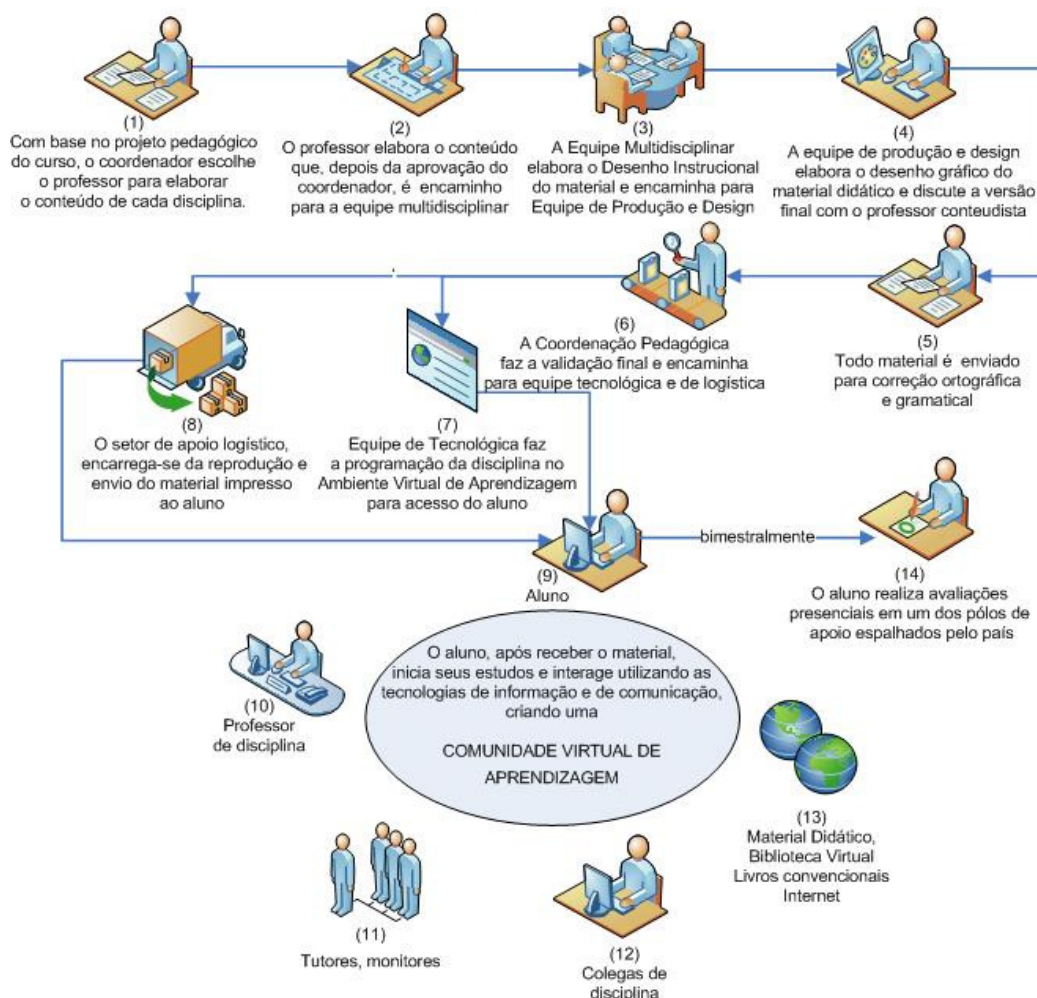 (1)
Com base no projeto pedagógico
do curso, o coordenador escolhe
o professor para elaborar
o conteúdo de cada disciplina.
(2)
O professor elabora o conteúdo
que, depois da aprovação do
coordenador, é encaminho
para a equipe multidisciplinar
(3)
A Equipe Multidisciplinar
elabora o Desenho Instrucional
do material e encaminha para
Equipe de Produção e Design
(4)
A equipe de produção e design
elabora o desenho gráfico do
material didático e discute a versão
final com o professor conteudista
(5)
Todo material é enviado
para correção ortográfica
e gramatical
(6)
A Coordenação Pedagógica
faz a validação final e encaminha
para equipe tecnológica e de logística
(7)
Equipe de Tecnológica faz
a programação da disciplina no
Ambiente Virtual de Aprendizagem
para acesso do aluno
(8)
O setor de apoio logístico,
encarrega-se da reprodução e
envio do material impresso
ao aluno
(9)
Aluno
bimestralmente
(14)
O aluno realiza avaliações
presenciais em um dos pólos de
apoio espalhados pelo país
O aluno, após receber o material,
inicia seus estudos e interage utilizando as
tecnologias de informação e de comunicação,
criando uma
COMUNIDADE VIRTUAL DE
APRENDIZAGEM
(10)
Professor
de disciplina
(11)
Tutores, monitores
(12)
Colegas de
disciplina
(13)
Material Didático,
Biblioteca Virtual
Livros convencionais
Internet